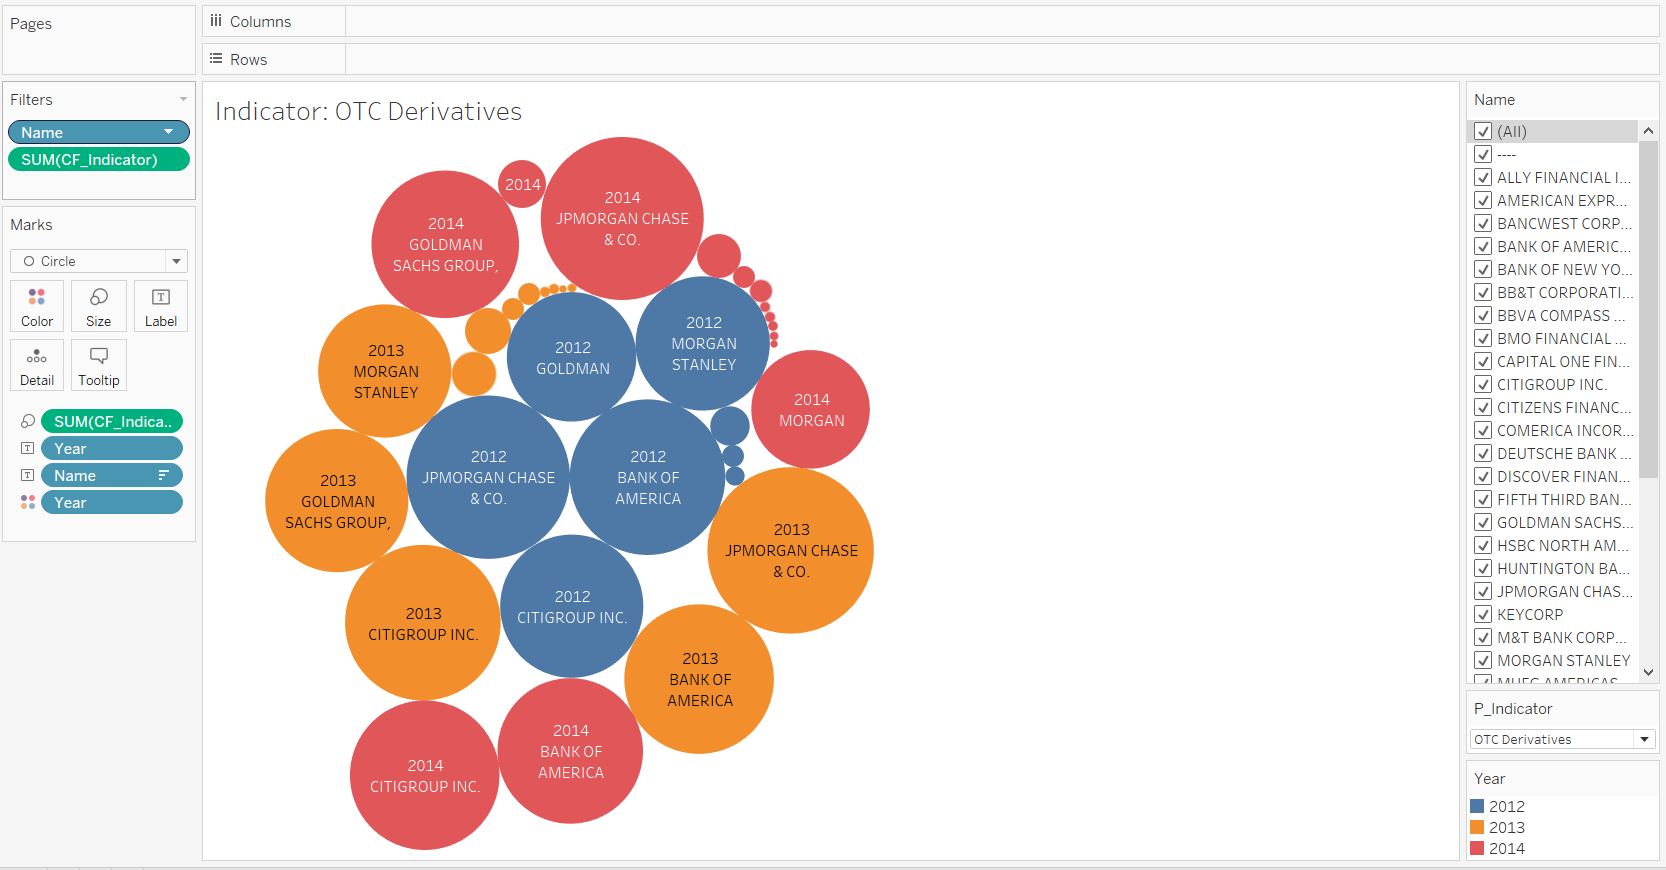 Pages
Columns
Rows
Filters
Name
SUM(CF_Indicator)
Marks
Circle
Color
Size
Label
Detail
Tooltip
SUM(CF_Indica..
Year
Name
Year
Indicator: OTC Derivatives
2014
GOLDMAN
SACHS GROUP,
2014
2014
JPMORGAN CHASE
& CO.
2013
MORGAN
STANLEY
2012
GOLDMAN
2012
MORGAN
STANLEY
2014
MORGAN
2013
GOLDMAN
SACHS GROUP,
2012
JPMORGAN CHASE
& CO.
2012
BANK OF
AMERICA
2013
JPMORGAN CHASE
& CO.
2013
CITIGROUP INC.
2012
CITIGROUP INC.
2013
BANK OF
AMERICA
2014
CITIGROUP INC.
2014
BANK OF
AMERICA
Name
(All)
----
ALLY FINANCIAL I...
AMERICAN EXPR...
BANCWEST CORP...
BANK OF AMERIC...
BANK OF NEW YO...
BB&T CORPORATI...
BBVA COMPASS ...
BMO FINANCIAL ...
CAPITAL ONE FIN...
CITIGROUP INC.
CITIZENS FINANC...
COMERICA INCOR...
DEUTSCHE BANK ...
DISCOVER FINAN...
FIFTH THIRD BAN...
GOLDMAN SACHS...
HSBC NORTH AM...
HUNTINGTON BA...
JPMORGAN CHAS...
KEYCORP
M&T BANK CORP...
MORGAN STANLEY
MUFG AMERICAS
P_Indicator
OTC Derivatives
Year
2012
2013
2014